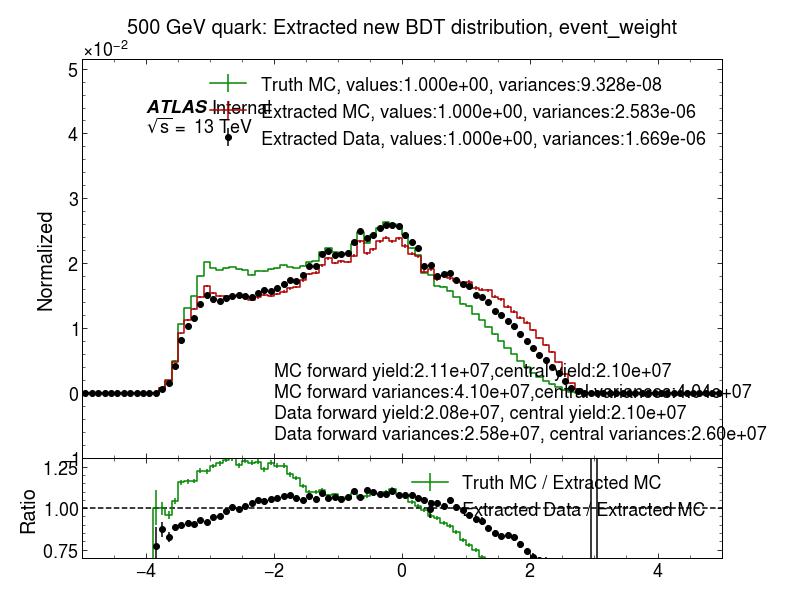 500 GeV quark: Extracted new BDT distribution, event_weight
×10⁻²
5
4
3
2
1
0
-1
Normalized
Truth MC, values:1.000e+00, variances:9.328e-08
ATLAS Internal
Extracted MC, values:1.000e+00, variances:2.583e-06
√s = 13 TeV
Extracted Data, values:1.000e+00, variances:1.669e-06
MC forward yield:2.11e+07,central yield:2.10e+07
MC forward variances:4.10e+07,central variances:4.04e+07
Data forward yield:2.08e+07, central yield:2.10e+07
Data forward variances:2.58e+07, central variances:2.60e+07
1.25
1.00
0.75
Ratio
Truth MC / Extracted MC
Extracted Data / Extracted MC
−4 −2 0 2 4